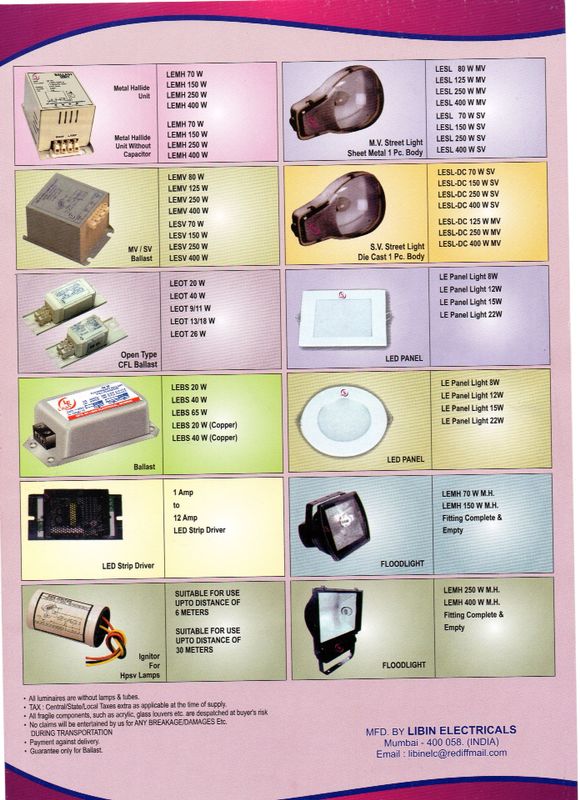 Metal Hallide
Unit
LEMH 70 W
LEMH 150 W
LEMH 250 W
LEMH 400 W
Metal Hallide
Unit Without
Capacitor
LEMH 70 W
LEMH 150 W
LEMH 250 W
LEMH 400 W
M.V. Street Light
Sheet Metal 1 Pc. Body
LESL 80 W MV
LESL 125 W MV
LESL 250 W MV
LESL 400 W MV
LESL 70 W SV
LESL 150 W SV
LESL 250 W SV
LESL 400 W SV
MV / SV
Ballast
LEMV 80 W
LEMV 125 W
LEMV 250 W
LEMV 400 W
LESV 70 W
LESV 150 W
LESV 250 W
LESV 400 W
S.V. Street Light
Die Cast 1 Pc. Body
LESL-DC 70 W SV
LESL-DC 150 W SV
LESL-DC 250 W SV
LESL-DC 400 W SV
LESL-DC 125 W MV
LESL-DC 250 W MV
LESL-DC 400 W MV
Open Type
CFL Ballast
LEOT 20 W
LEOT 40 W
LEOT 9/11 W
LEOT 13/18 W
LEOT 26 W
LED PANEL
LE Panel Light 8W
LE Panel Light 12W
LE Panel Light 15W
LE Panel Light 22W
Ballast
LEBS 20 W
LEBS 40 W
LEBS 65 W
LEBS 20 W (Copper)
LEBS 40 W (Copper)
LED PANEL
LE Panel Light 8W
LE Panel Light 12W
LE Panel Light 15W
LE Panel Light 22W
LED Strip Driver
1 Amp
to
12 Amp
LED Strip Driver
FLOODLIGHT
LEMH 70 W M.H.
LEMH 150 W M.H.
Fitting Complete &
Empty
Ignitor
For
Hpsv Lamps
SUITABLE FOR USE
UPTO DISTANCE OF
6 METERS
SUITABLE FOR USE
UPTO DISTANCE OF
30 METERS
FLOODLIGHT
LEMH 250 W M.H.
LEMH 400 W M.H.
Fitting Complete &
Empty
• All luminaires are without lamps & tubes.
• TAX : Central/State/Local Taxes extra as applicable at the time of supply.
• All fragile components, such as acrylic, glass louvers etc. are despatched at buyer's risk
• No claims will be entertained by us for ANY BREAKAGE/DAMAGES Etc.
DURING TRANSPORTATION
• Payment against delivery.
• Guarantee only for Ballast.
MFD. BY LIBIN ELECTRICALS
Mumbai - 400 058. (INDIA)
Email : libinelc@rediffmail.com